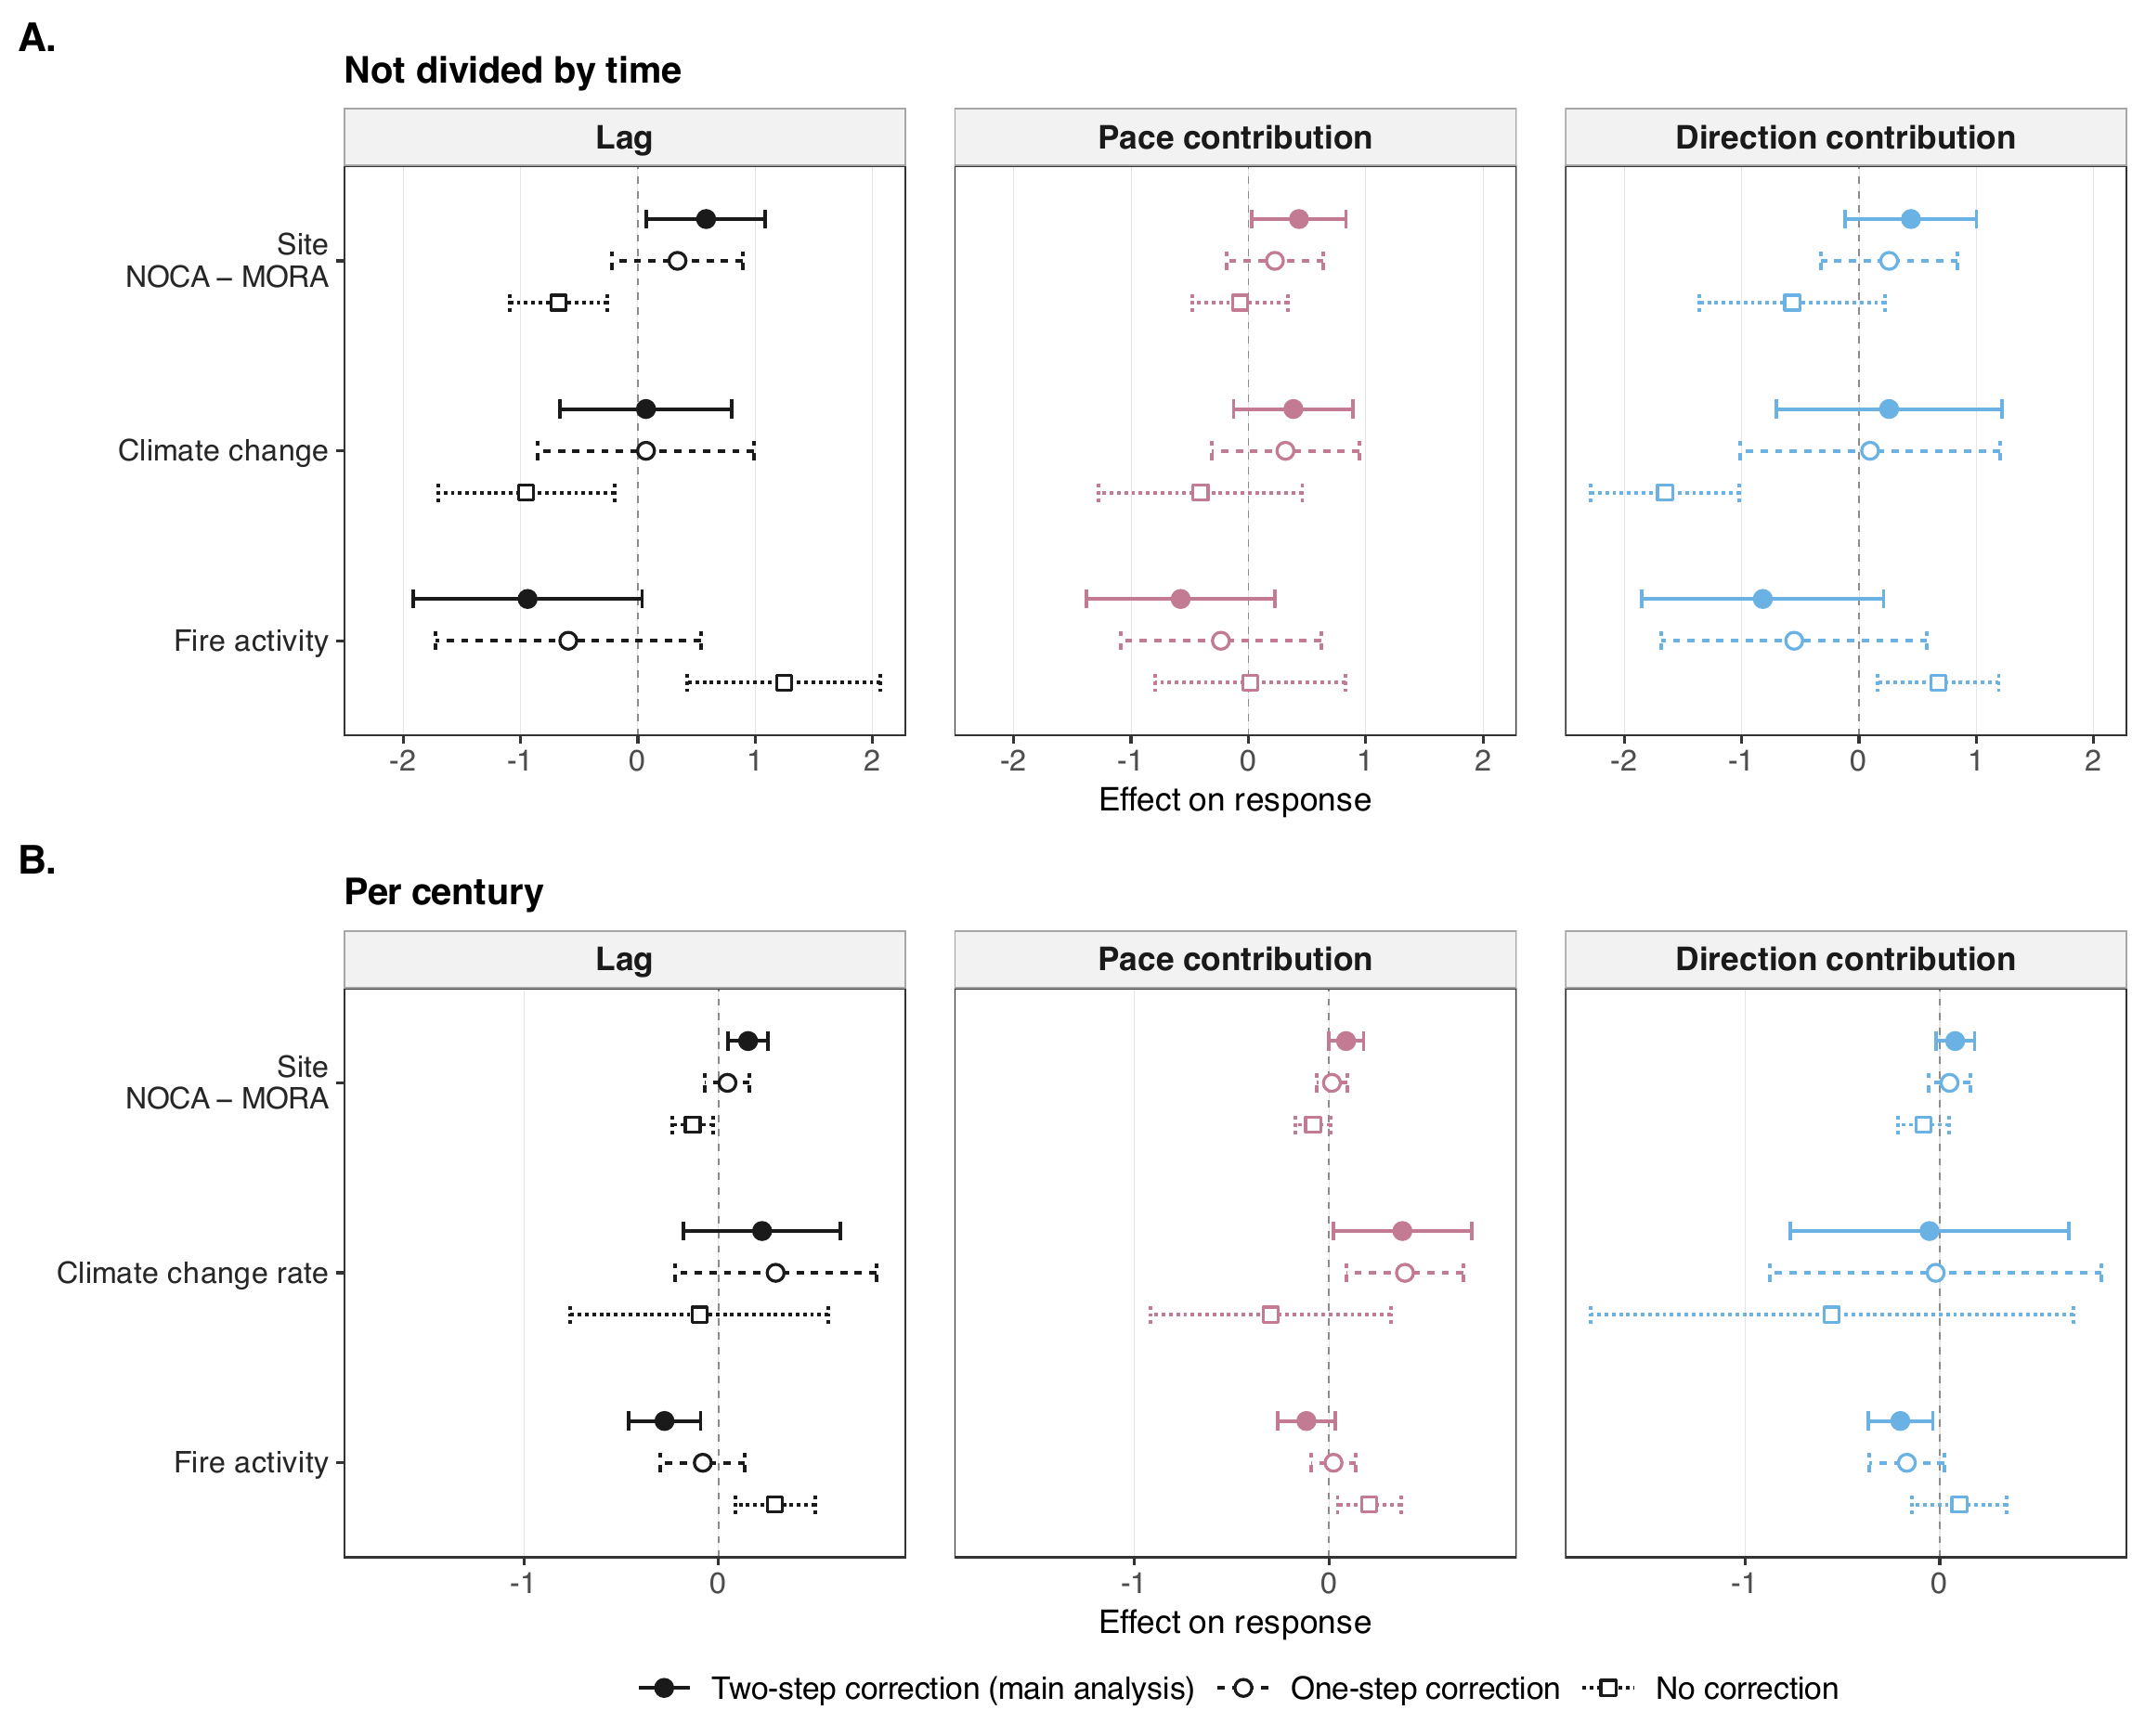 A.
Not divided by time
Lag
Pace contribution
Direction contribution
Site
NOCA – MORA
Climate change
Fire activity
-2 -1 0 1 2
-2 -1 0 1 2
-2 -1 0 1 2
Effect on response
B.
Per century
Lag
Pace contribution
Direction contribution
Site
NOCA – MORA
Climate change rate
Fire activity
-1 0
-1 0
-1 0
Effect on response
Two-step correction (main analysis) One-step correction No correction